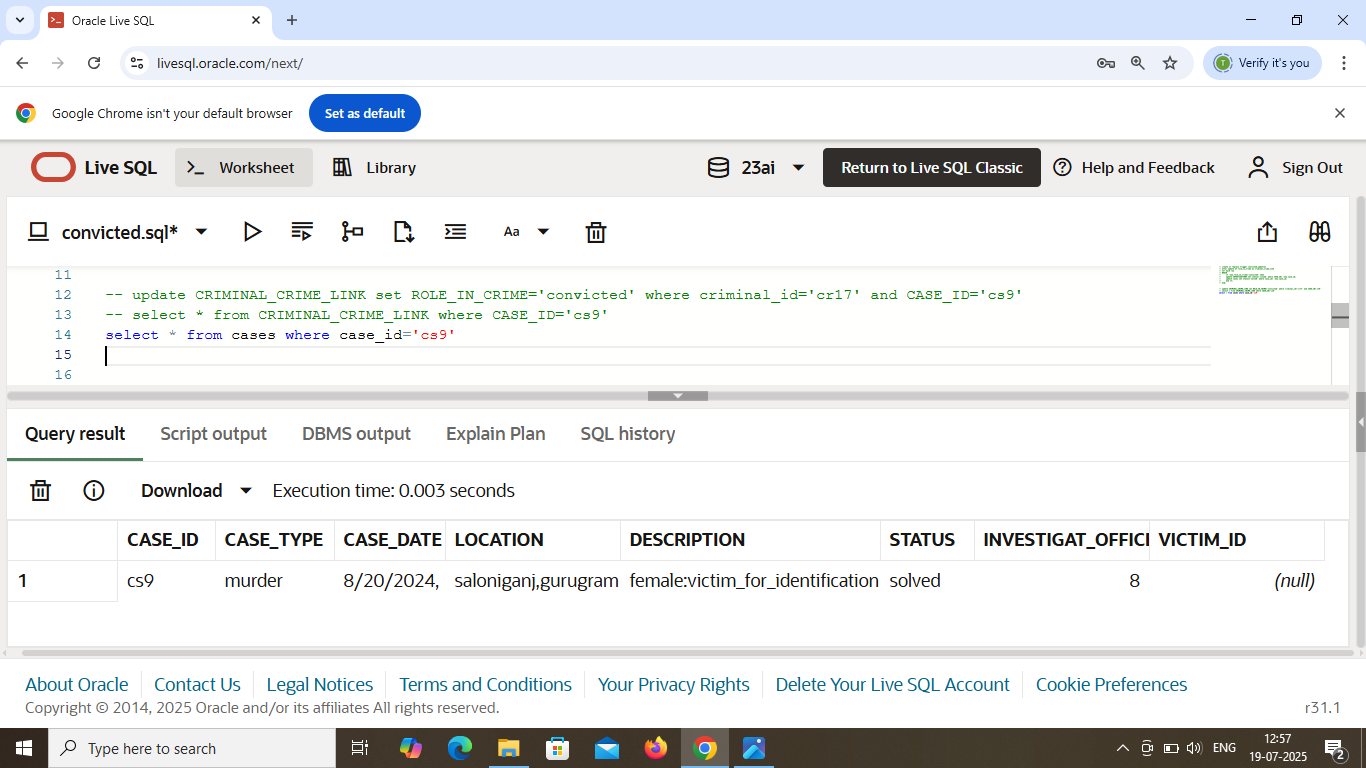 Oracle Live SQL
livesql.oracle.com/next/
Verify it's you
Google Chrome isn't your default browser
Set as default
Live SQL
Worksheet
Library
23ai
Return to Live SQL Classic
Help and Feedback
Sign Out
convicted.sql*
Aa
11
12 -- update CRIMINAL_CRIME_LINK set ROLE_IN_CRIME='convicted' where criminal_id='cr17' and CASE_ID='cs9'
13 -- select * from CRIMINAL_CRIME_LINK where CASE_ID='cs9'
14 select * from cases where case_id='cs9'
15
16
Query result Script output DBMS output Explain Plan SQL history
Download Execution time: 0.003 seconds
CASE_ID CASE_TYPE CASE_DATE LOCATION DESCRIPTION STATUS INVESTIGAT_OFFICI VICTIM_ID
1 cs9 murder 8/20/2024, saloniganj,gurugram female:victim_for_identification solved 8 (null)
About Oracle Contact Us Legal Notices Terms and Conditions Your Privacy Rights Delete Your Live SQL Account Cookie Preferences
Copyright © 2014, 2025 Oracle and/or its affiliates All rights reserved. r31.1
Type here to search
ENG
12:57
19-07-2025
2